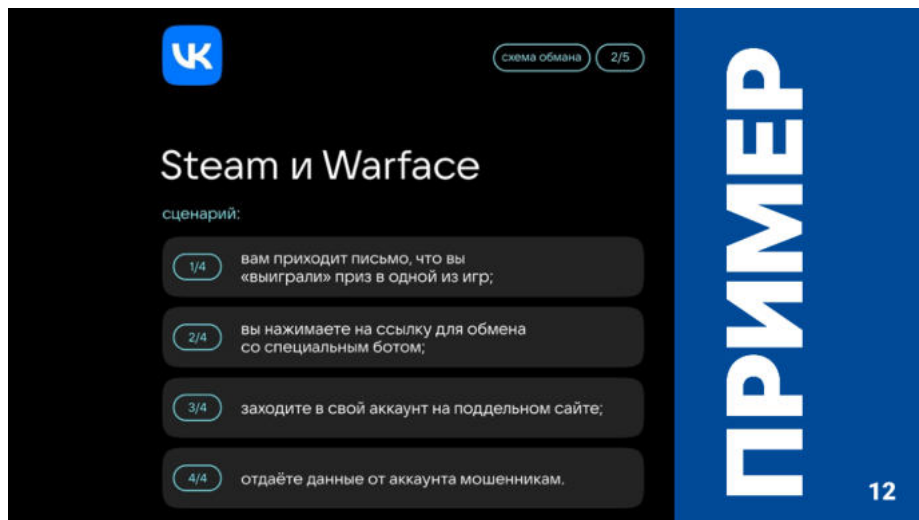 VK
схема обмана 2/5
Steam и Warface
сценарий:
1/4 вам приходит письмо, что вы
«выиграли» приз в одной из игр;
2/4 вы нажимаете на ссылку для обмена
со специальным ботом;
3/4 заходите в свой аккаунт на поддельном сайте;
4/4 отдаёте данные от аккаунта мошенникам.
ПРИМЕР
12